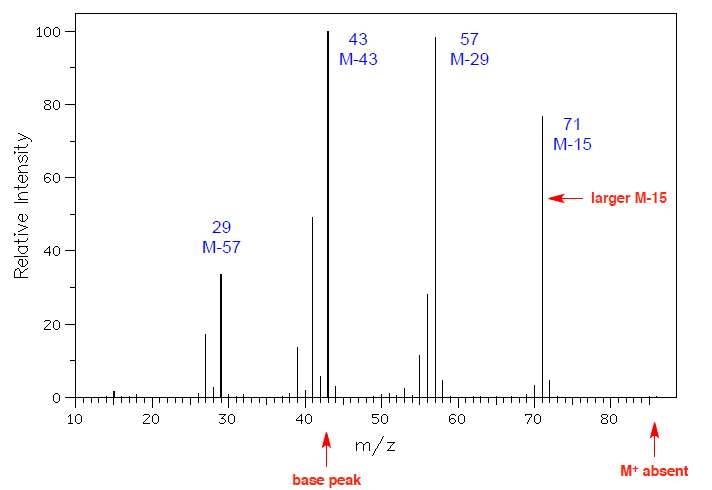 100
43
M-43
57
M-29
80
71
M-15
larger M-15
60
Relative Intensity
29
M-57
40
20
0
10 20 30 40 50 60 70 80
m/z
base peak
M+ absent